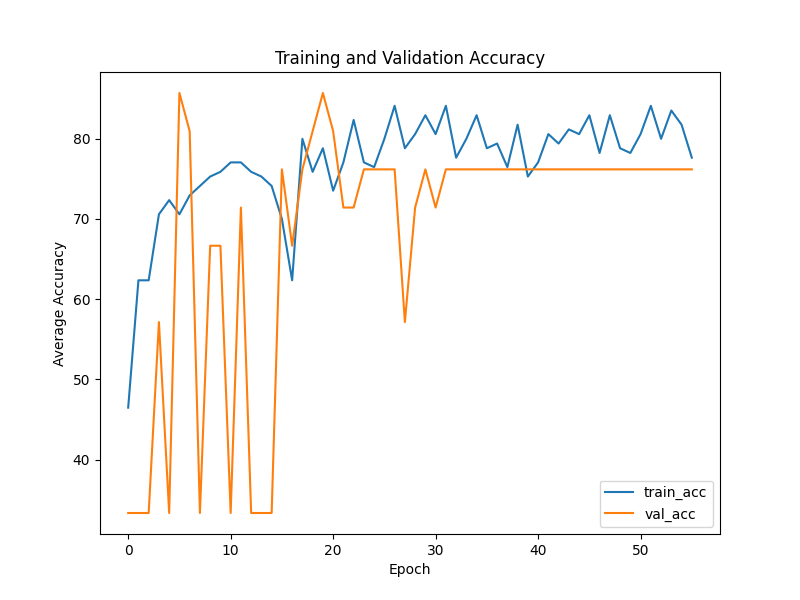 Training and Validation Accuracy
Average Accuracy
80
70
60
50
40
0 10 20 30 40 50
Epoch
train_acc
val_acc